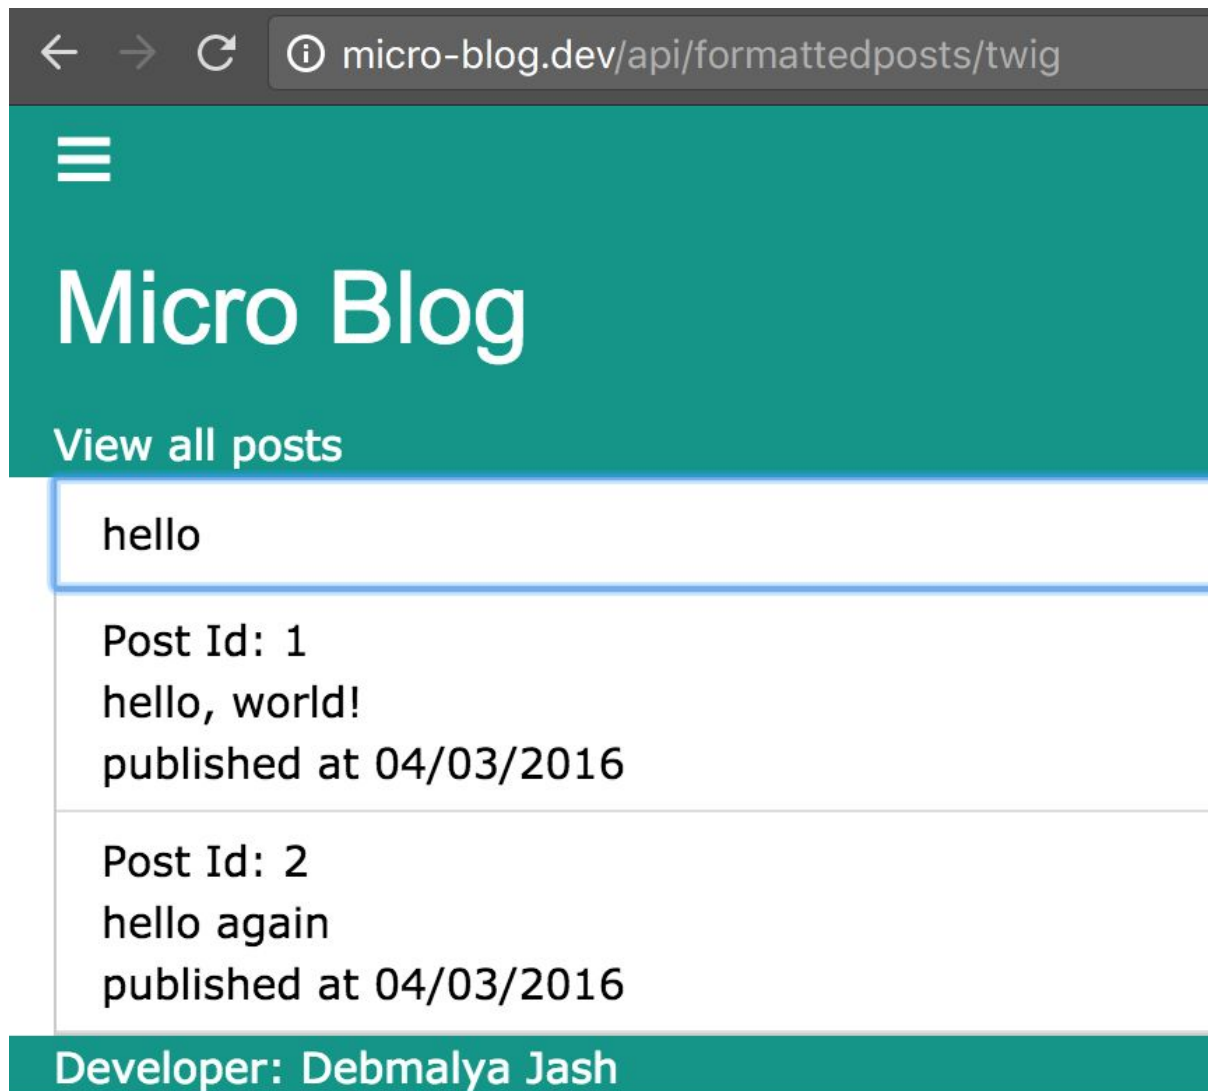 micro-blog.dev/api/formattedposts/twig
Micro Blog
View all posts
hello
Post Id: 1
hello, world!
published at 04/03/2016
Post Id: 2
hello again
published at 04/03/2016
Developer: Debmalya Jash